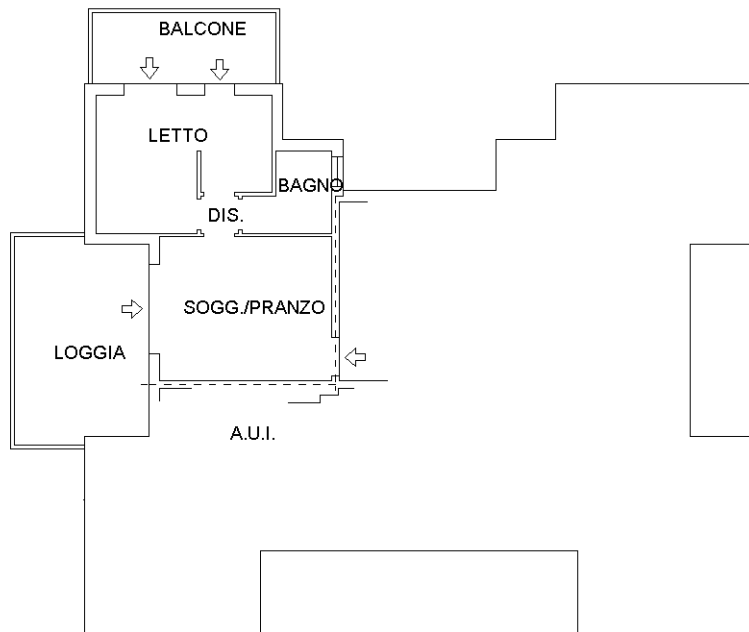 BALCONE
LETTO
BAGNO
DIS.
SOGG./PRANZO
LOGGIA
A.U.I.